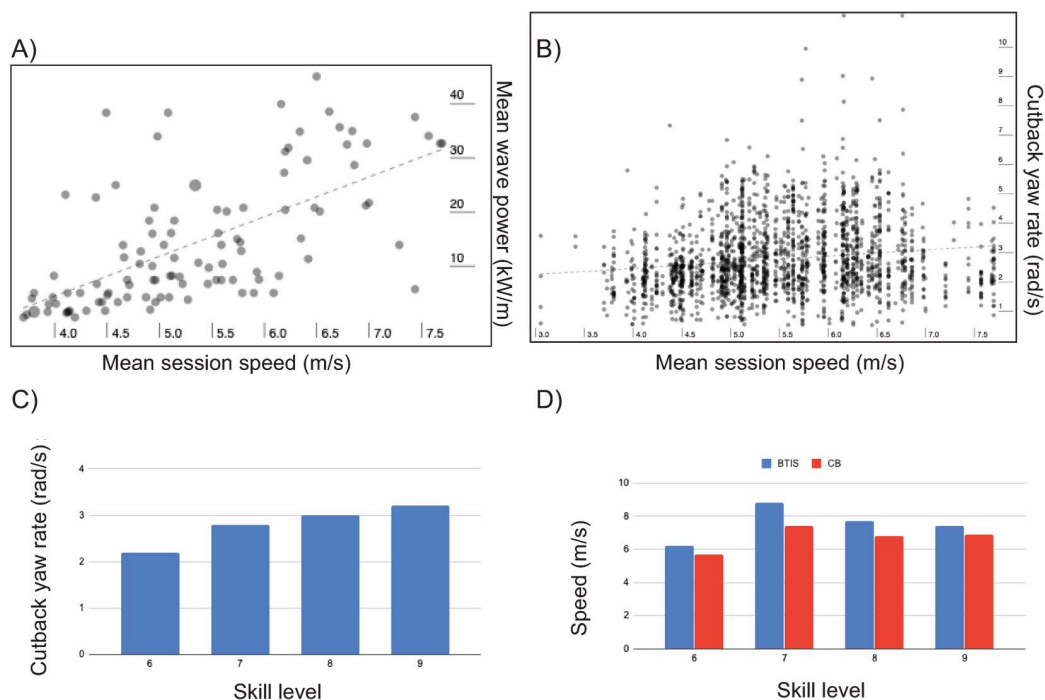 A)
40
30
20
10
4.0 4.5 5.0 5.5 6.0 6.5 7.0 7.5
Mean session speed (m/s)
Mean wave power (kW/m)
B)
10
9
8
7
6
5
4
3
2
1
3.0 3.5 4.0 4.5 5.0 5.5 6.0 6.5 7.0 7.5
Mean session speed (m/s)
Cutback yaw rate (rad/s)
C)
Cutback yaw rate (rad/s)
4
3
2
1
0
6 7 8 9
Skill level
D)
BTIS CB
Speed (m/s)
10
8
6
4
2
0
6 7 8 9
Skill level